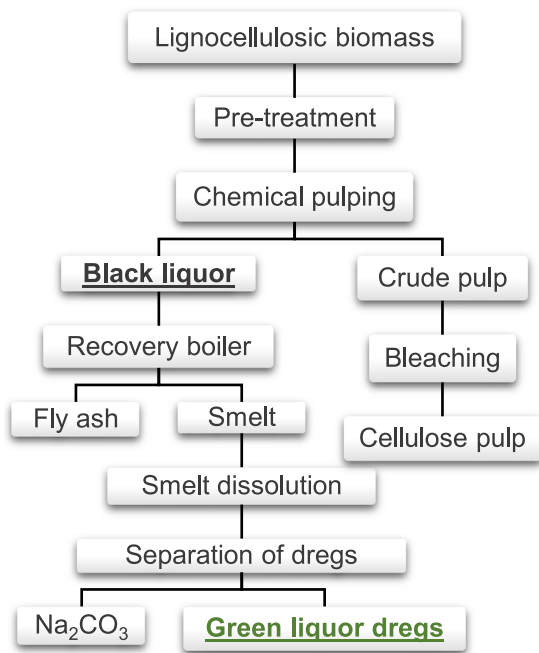 Lignocellulosic biomass
Pre-treatment
Chemical pulping
Black liquor
Crude pulp
Recovery boiler
Bleaching
Fly ash
Smelt
Cellulose pulp
Smelt dissolution
Separation of dregs
Na₂CO₃
Green liquor dregs